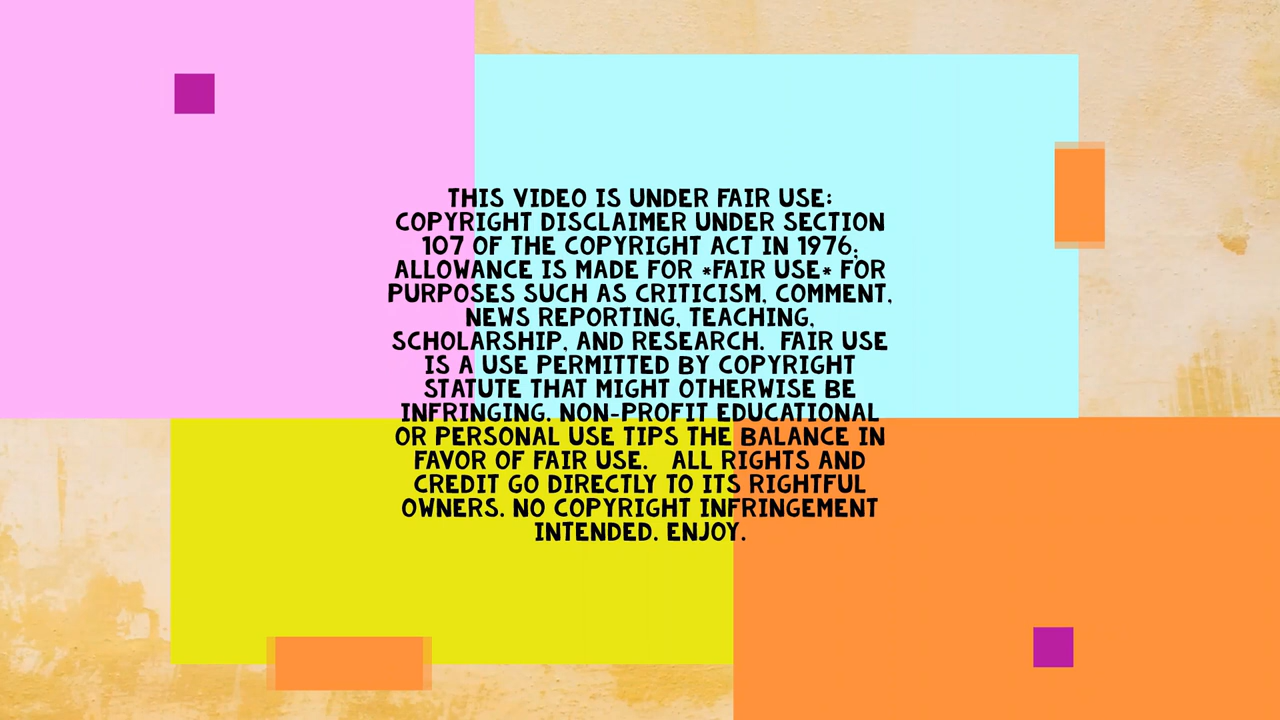 THIS VIDEO IS UNDER FAIR USE:
COPYRIGHT DISCLAIMER UNDER SECTION
107 OF THE COPYRIGHT ACT IN 1976;
ALLOWANCE IS MADE FOR *FAIR USE* FOR
PURPOSES SUCH AS CRITICISM, COMMENT,
NEWS REPORTING, TEACHING,
SCHOLARSHIP, AND RESEARCH.  FAIR USE
IS A USE PERMITTED BY COPYRIGHT
STATUTE THAT MIGHT OTHERWISE BE
INFRINGING. NON-PROFIT EDUCATIONAL
OR PERSONAL USE TIPS THE BALANCE IN
FAVOR OF FAIR USE.   ALL RIGHTS AND
CREDIT GO DIRECTLY TO ITS RIGHTFUL
OWNERS. NO COPYRIGHT INFRINGEMENT
INTENDED. ENJOY.